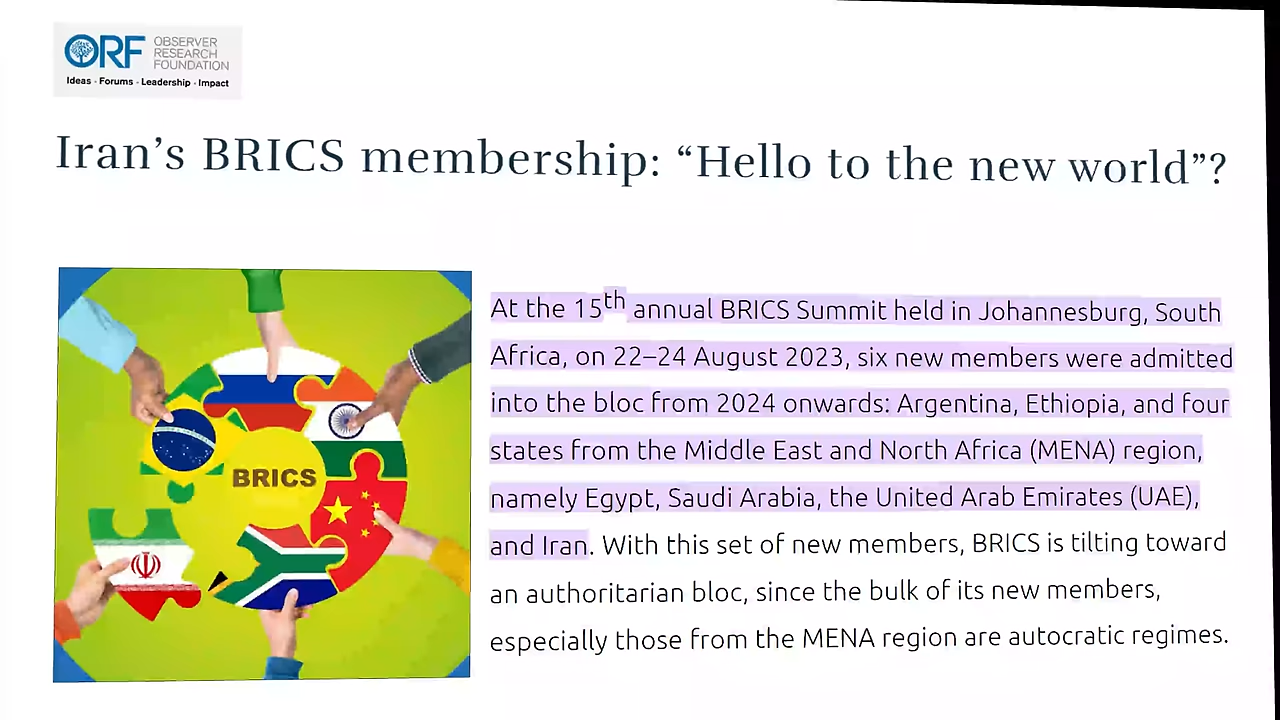 ORF OBSERVER
RESEARCH
FOUNDATION
Ideas · Forums · Leadership · Impact
Iran’s BRICS membership: “Hello to the new world”?
BRICS
At the 15th annual BRICS Summit held in Johannesburg, South
Africa, on 22–24 August 2023, six new members were admitted
into the bloc from 2024 onwards: Argentina, Ethiopia, and four
states from the Middle East and North Africa (MENA) region,
namely Egypt, Saudi Arabia, the United Arab Emirates (UAE),
and Iran. With this set of new members, BRICS is tilting toward
an authoritarian bloc, since the bulk of its new members,
especially those from the MENA region are autocratic regimes.